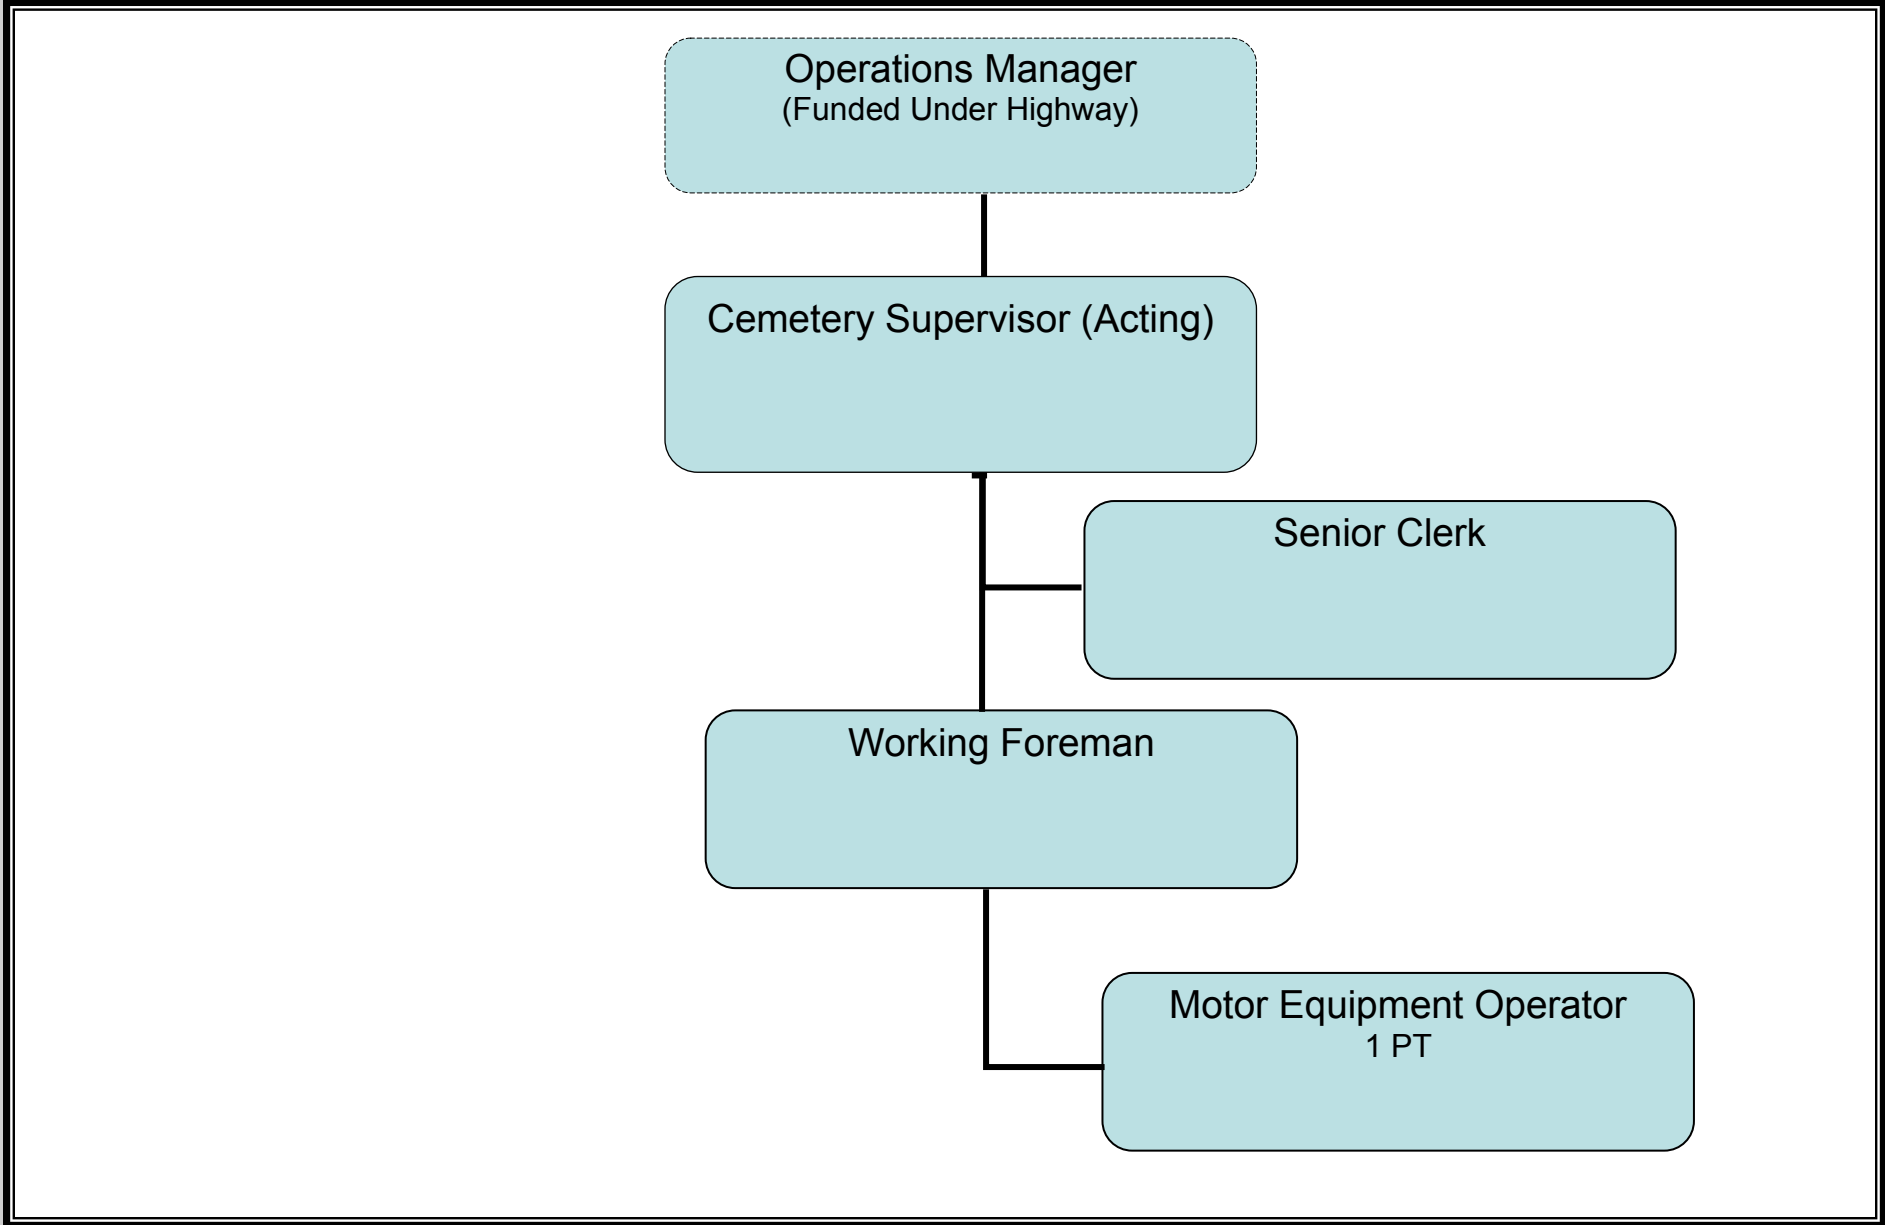 Operations Manager
(Funded Under Highway)
Cemetery Supervisor (Acting)
Senior Clerk
Working Foreman
Motor Equipment Operator
1 PT